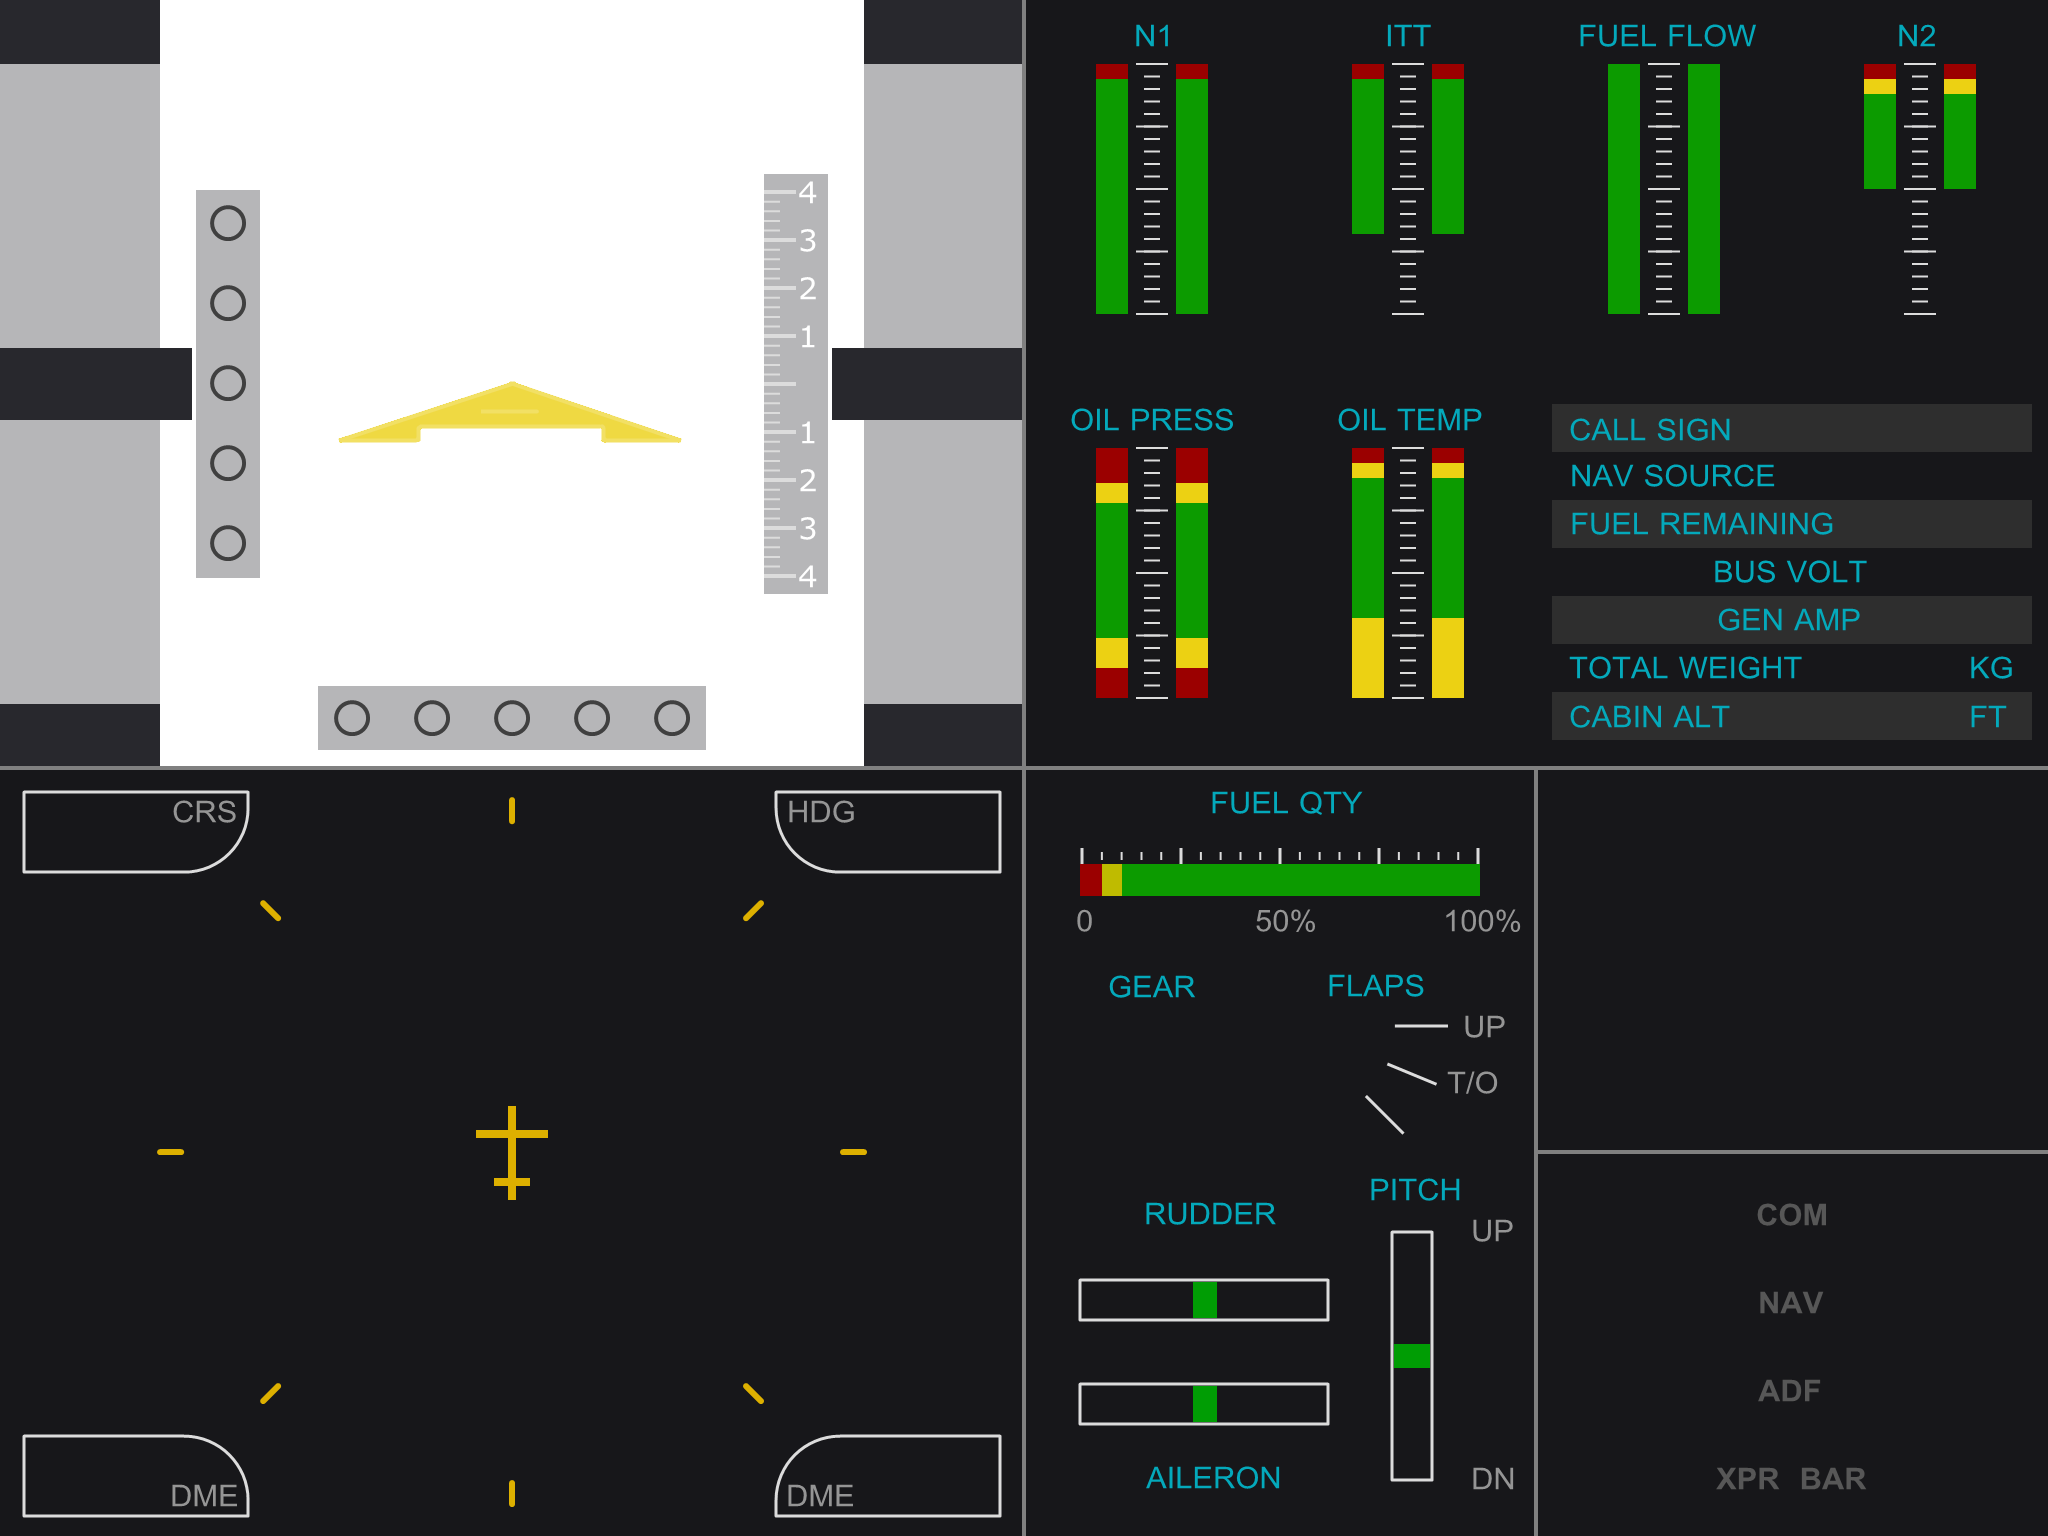 4
3
2
1
1
2
3
4
N1 ITT FUEL FLOW N2
OIL PRESS OIL TEMP
CALL SIGN
NAV SOURCE
FUEL REMAINING
BUS VOLT
GEN AMP
TOTAL WEIGHT KG
CABIN ALT FT
CRS HDG
DME DME
FUEL QTY
0 50% 100%
GEAR FLAPS
UP
T/O
PITCH
RUDDER UP
AILERON DN
COM
NAV
ADF
XPR BAR